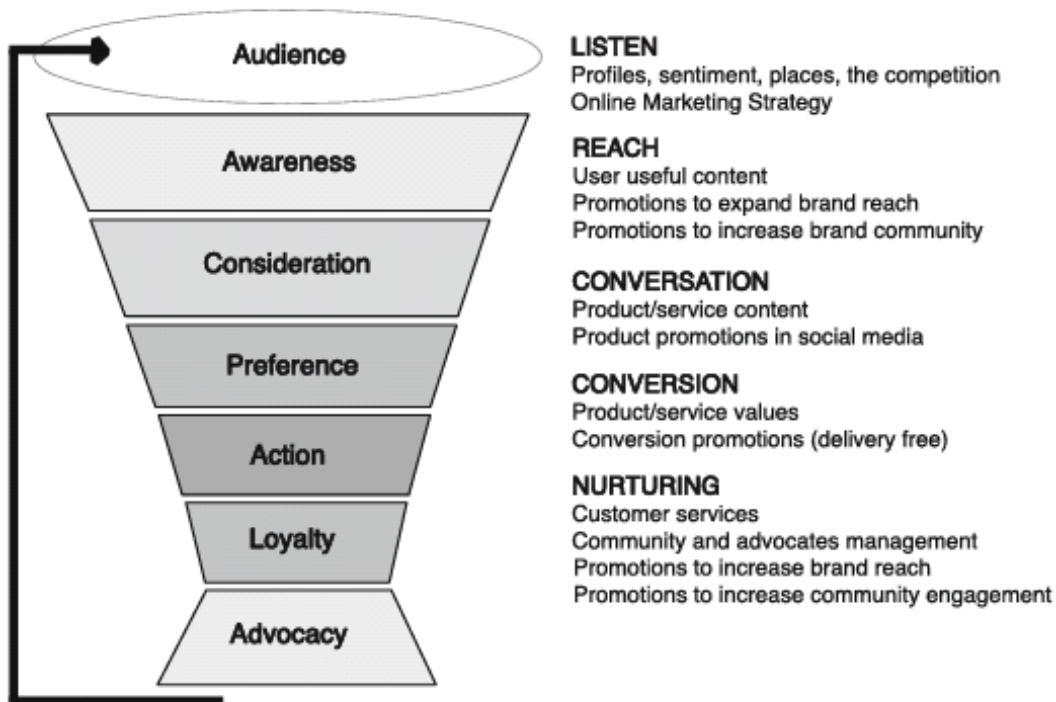 Audience
Awareness
Consideration
Preference
Action
Loyalty
Advocacy
LISTEN
Profiles, sentiment, places, the competition
Online Marketing Strategy
REACH
User useful content
Promotions to expand brand reach
Promotions to increase brand community
CONVERSATION
Product/service content
Product promotions in social media
CONVERSION
Product/service values
Conversion promotions (delivery free)
NURTURING
Customer services
Community and advocates management
Promotions to increase brand reach
Promotions to increase community engagement